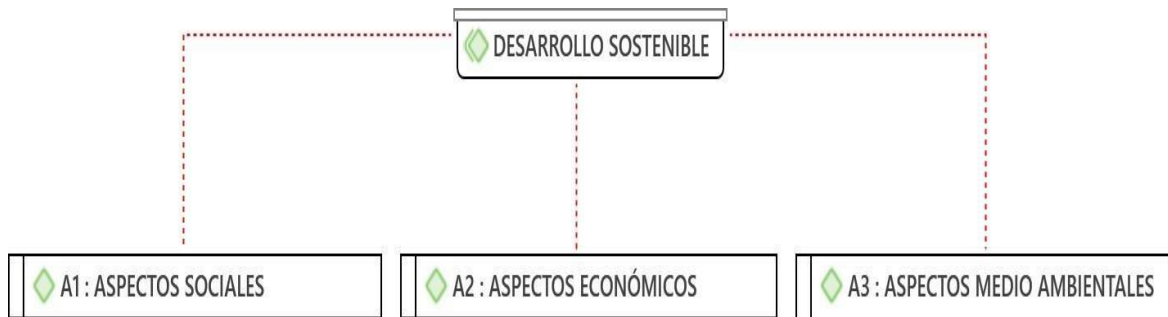 DESARROLLO SOSTENIBLE
A1 : ASPECTOS SOCIALES
A2 : ASPECTOS ECONÓMICOS
A3 : ASPECTOS MEDIO AMBIENTALES